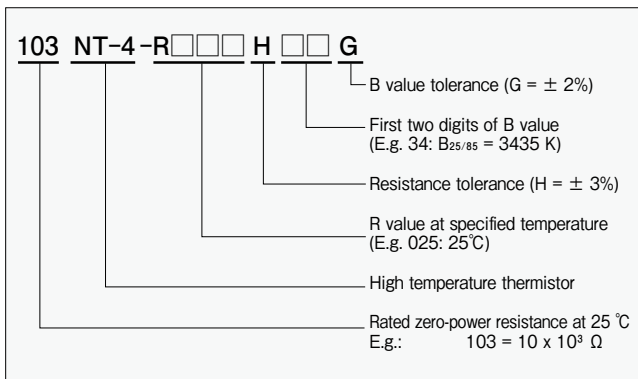 103 NT-4-R□□□ H □□ G
B value tolerance (G = ± 2%)
First two digits of B value
(E.g. 34: B25/85 = 3435 K)
Resistance tolerance (H = ± 3%)
R value at specified temperature
(E.g. 025: 25℃)
High temperature thermistor
Rated zero-power resistance at 25 ℃
E.g.: 103 = 10 x 10³ Ω